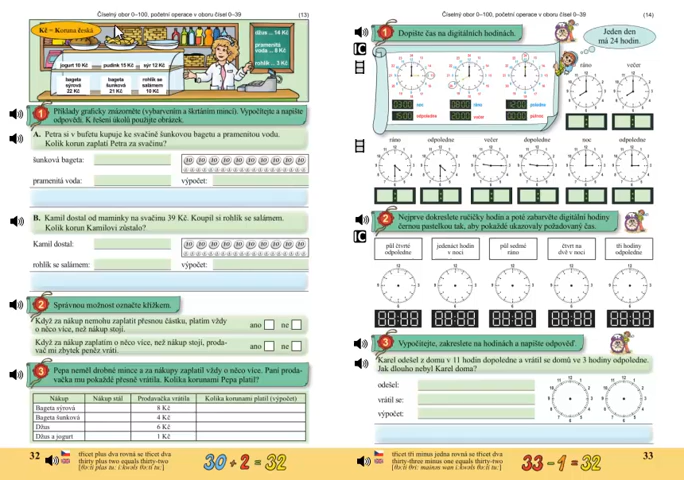 Číselný obor 0–100, početní operace v oboru čísel 0–39
(13)
Kč = Koruna česká
džus ... 14 Kč
pramenitá
voda ... 8 Kč
rohlík ... 3 Kč
jogurt 10 Kč
pudink 15 Kč
sýr 12 Kč
bageta
sýrová
22 Kč
bageta
šunková
21 Kč
rohlík se
salámem
19 Kč
1 Příklady graficky znázorněte (vybarvením a škrtáním mincí). Vypočítejte a napište
odpovědi. K řešení úkolů použijte obrázek.
A. Petra si v bufetu kupuje ke svačině šunkovou bagetu a pramenitou vodu.
Kolik korun zaplatí Petra za svačinu?
šunková bageta:
pramenitá voda:
výpočet:
B. Kamil dostal od maminky na svačinu 39 Kč. Koupil si rohlík se salámem.
Kolik korun Kamilovi zůstalo?
Kamil dostal:
rohlík se salámem:
výpočet:
2 Správnou možnost označte křížkem.
Když za nákup nemohu zaplatit přesnou částku, platím vždy
o něco více, než nákup stojí.
ano
ne
Když za nákup zaplatím o něco více, než nákup stojí, proda-
vač mi zbytek peněz vrátí.
ano
ne
3 Pepa neměl drobné mince a za nákupy zaplatil vždy o něco více. Paní proda-
vačka mu pokaždé přesně vrátila. Kolika korunami Pepa platil?
Nákup
Nákup stál
Prodavačka vrátila
Kolika korunami platil (výpočet)
Bageta sýrová
8 Kč
Bageta šunková
4 Kč
Džus
6 Kč
Džus a jogurt
1 Kč
32
třicet plus dva rovná se třicet dva
thirty plus two equals thirty-two
30 + 2 = 32
Číselný obor 0–100, početní operace v oboru čísel 0–39
(14)
1 Dopište čas na digitálních hodinách.
Jeden den
má 24 hodin.
ráno
večer
ráno
odpoledne
večer
dopoledne
noc
odpoledne
2 Nejprve dokreslete ručičky hodin a poté zabarvěte digitální hodiny
černou pastelkou tak, aby pokaždé ukazovaly požadovaný čas.
půl čtvrté
odpoledne
jedenáct hodin
v noci
půl sedmé
ráno
čtvrt na
dvě v noci
tři hodiny
odpoledne
3 Vypočítejte, zakreslete na hodinách a napište odpověď.
Karel odešel z domu v 11 hodin dopoledne a vrátil se domů ve 3 hodiny odpoledne.
Jak dlouho nebyl Karel doma?
odešel:
vrátil se:
výpočet:
třicet tři minus jedna rovná se třicet dva
thirty-three minus one equals thirty-two
33 – 1 = 32
33